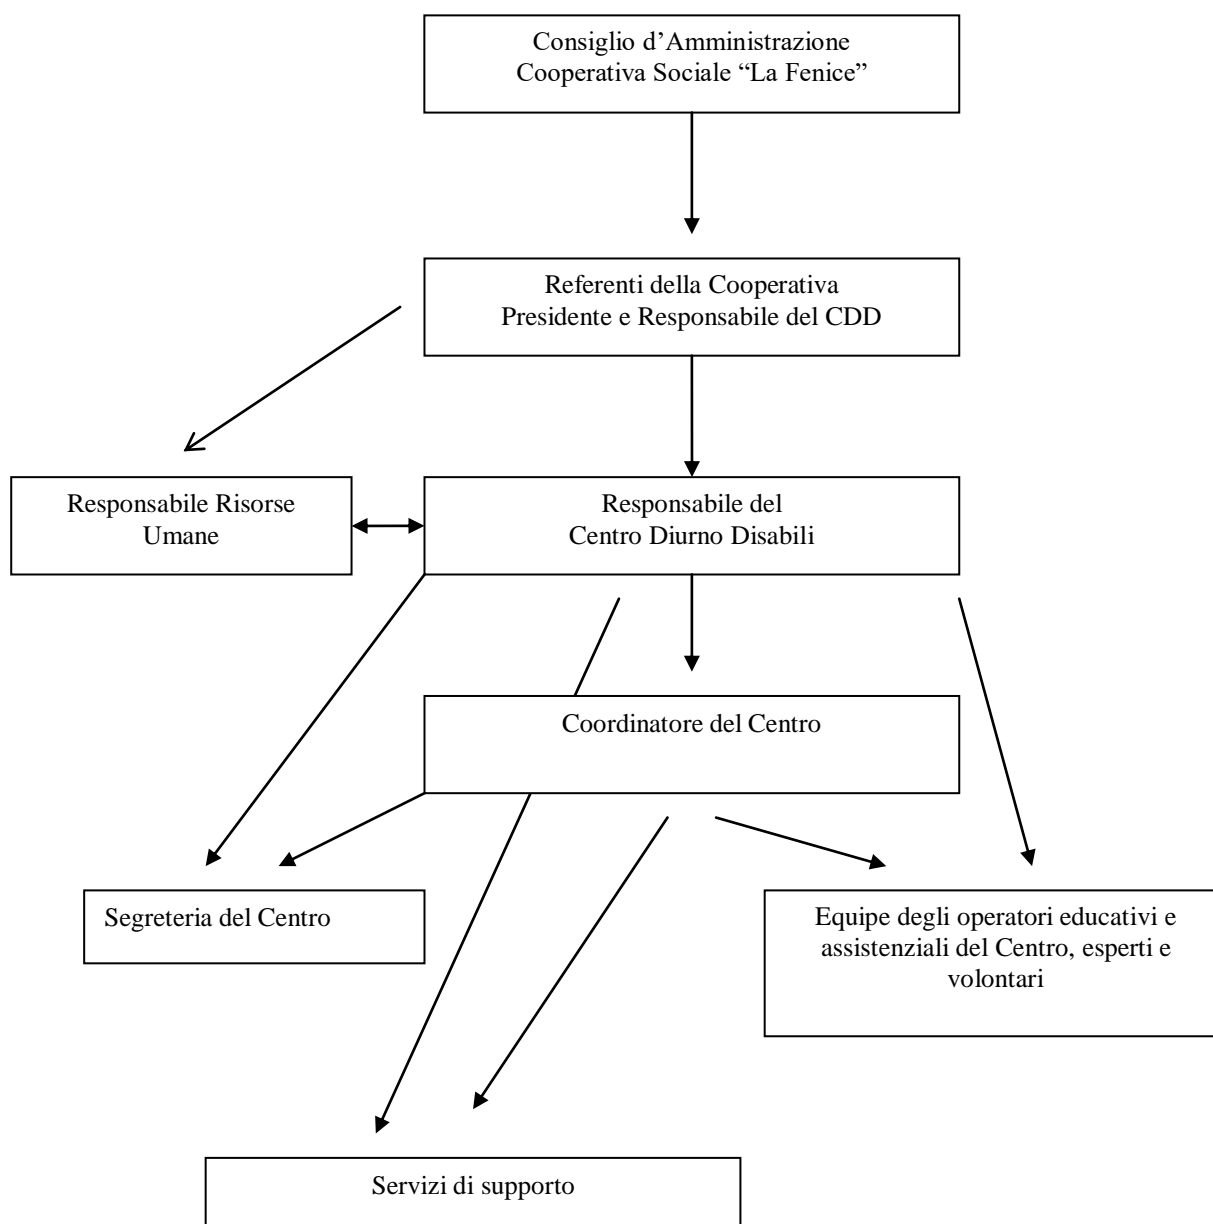 Consiglio d’Amministrazione
Cooperativa Sociale “La Fenice”
Referenti della Cooperativa
Presidente e Responsabile del CDD
Responsabile Risorse
Umane
Responsabile del
Centro Diurno Disabili
Coordinatore del Centro
Segreteria del Centro
Equipe degli operatori educativi e
assistenziali del Centro, esperti e
volontari
Servizi di supporto